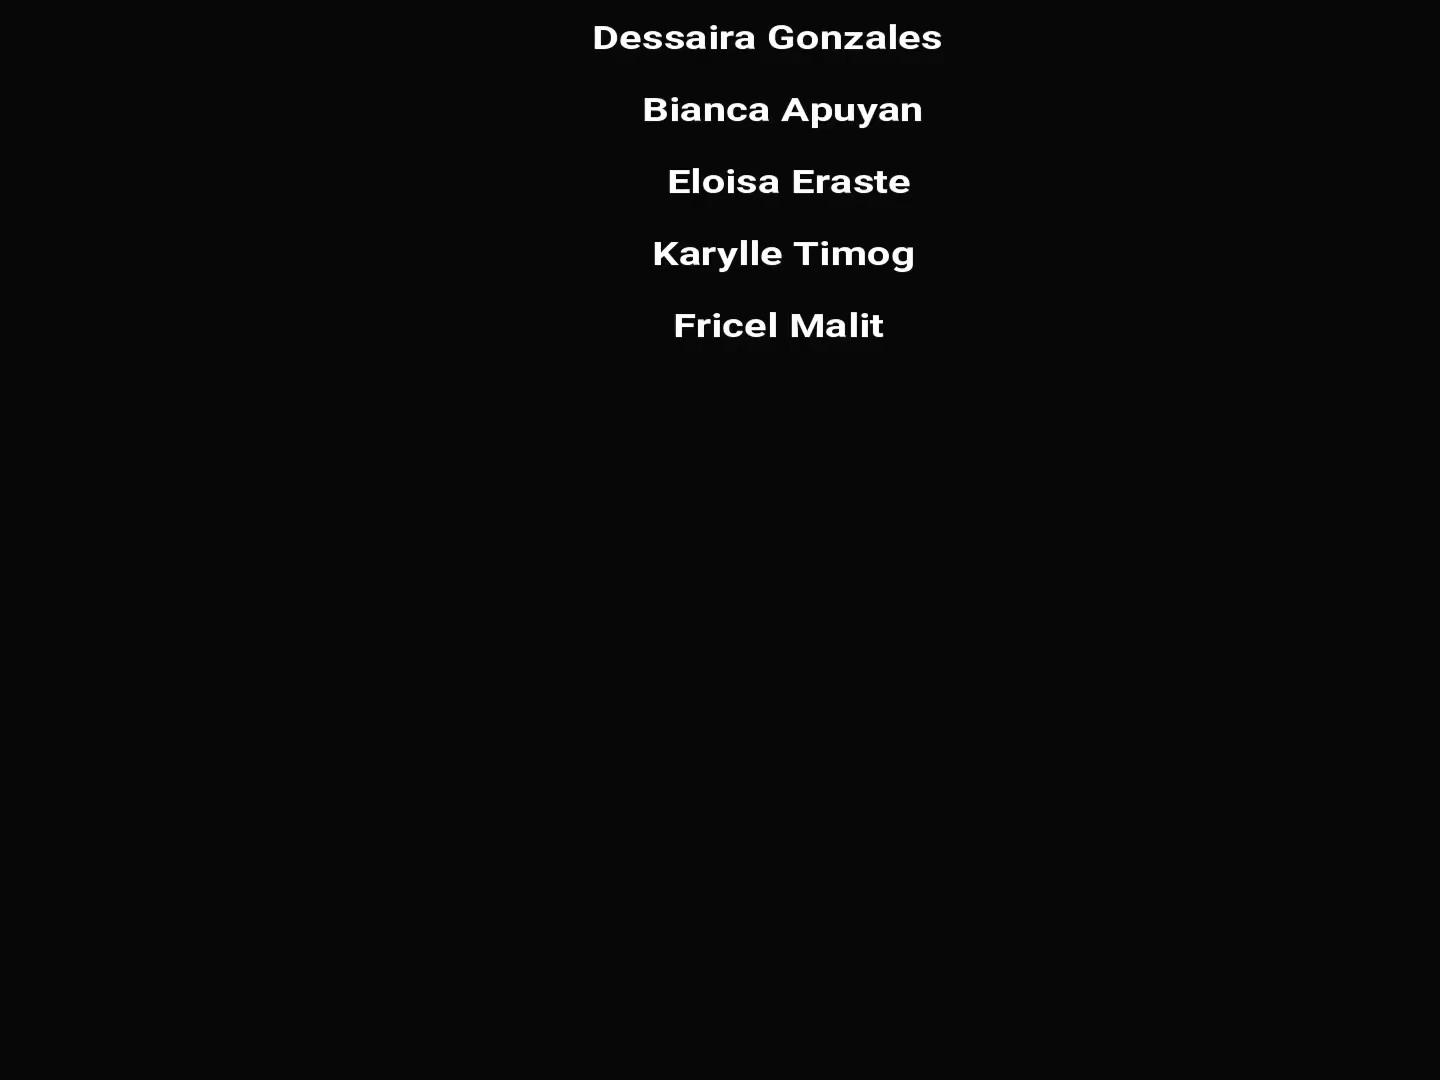 Dessaira Gonzales
Bianca Apuyan
Eloisa Eraste
Karylle Timog
Fricel Malit